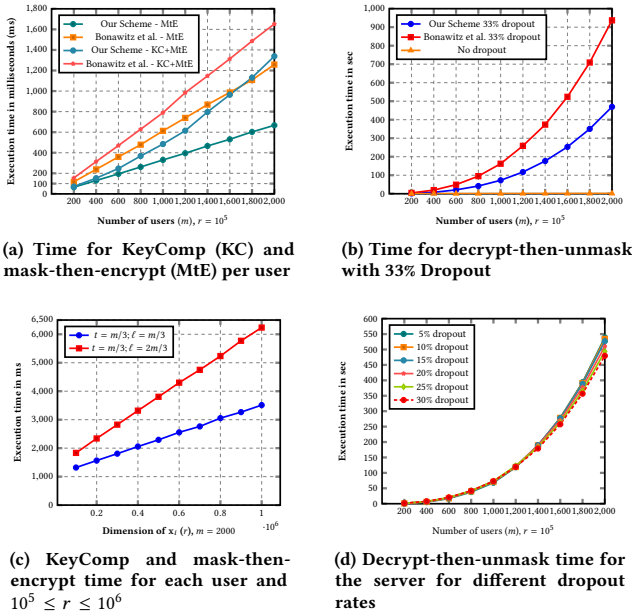 Execution time in milliseconds (ms)
1,800
1,600
1,400
1,200
1,000
800
600
400
200
100
0
Our Scheme - MtE
Bonawitz et al. - MtE
Our Scheme - KC+MtE
Bonawitz et al. - KC+MtE
200 400 600 800 1,000 1,200 1,400 1,600 1,800 2,000
Number of users (m), r = 10^5
(a) Time for KeyComp (KC) and
mask-then-encrypt (MtE) per user
Execution time in sec
1,000
900
800
700
600
500
400
300
200
100
0
Our Scheme 33% dropout
Bonawitz et al. 33% dropout
No dropout
200 400 600 800 1,000 1,200 1,400 1,600 1,800 2,000
Number of users (m), r = 10^5
(b) Time for decrypt-then-unmask
with 33% Dropout
Execution time in ms
6,500
6,000
5,000
4,000
3,000
2,000
1,000
0
t = m/3; ℓ = m/3
t = m/3; ℓ = 2m/3
0.2 0.4 0.6 0.8 1
·10^6
Dimension of x_i (r), m = 2000
(c) KeyComp and mask-then-
encrypt time for each user and
10^5 ≤ r ≤ 10^6
Execution time in sec
600
550
500
450
400
350
300
250
200
150
100
50
0
5% dropout
10% dropout
15% dropout
20% dropout
25% dropout
30% dropout
200 400 600 800 1,000 1,200 1,400 1,600 1,800 2,000
Number of users (m), r = 10^5
(d) Decrypt-then-unmask time for
the server for different dropout
rates